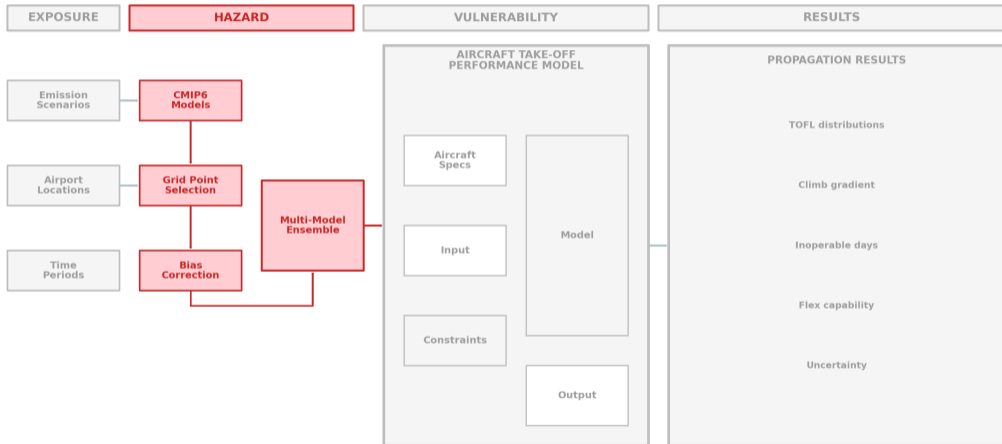 EXPOSURE
HAZARD
VULNERABILITY
RESULTS
Emission
Scenarios
CMIP6
Models
Airport
Locations
Grid Point
Selection
Time
Periods
Bias
Correction
Multi-Model
Ensemble
AIRCRAFT TAKE-OFF
PERFORMANCE MODEL
Aircraft
Specs
Input
Constraints
Model
Output
PROPAGATION RESULTS
TOFL distributions
Climb gradient
Inoperable days
Flex capability
Uncertainty